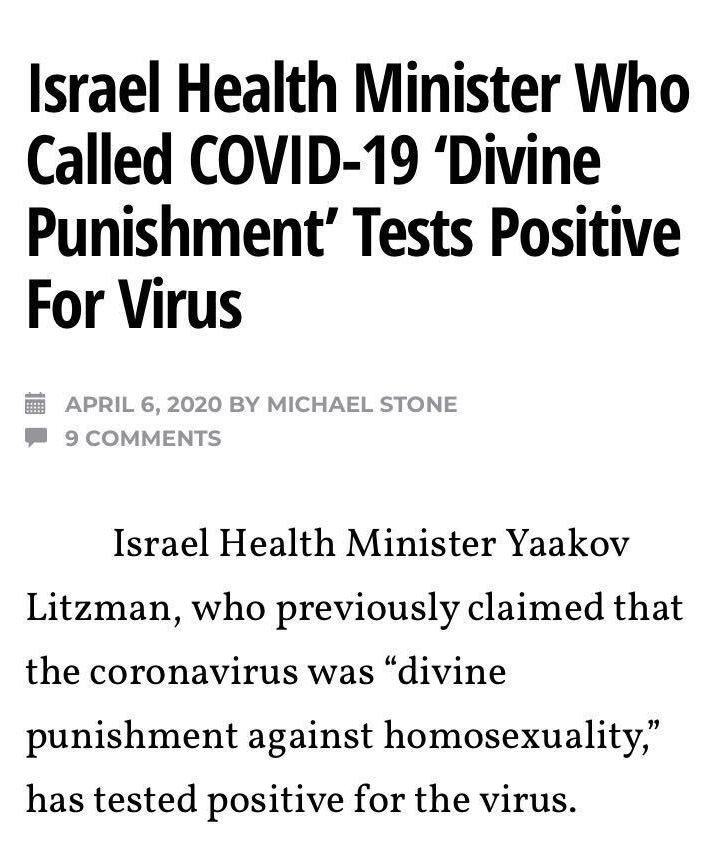 Israel Health Minister Who
Called COVID-19 ‘Divine
Punishment’ Tests Positive
For Virus
APRIL 6, 2020 BY MICHAEL STONE
9 COMMENTS
Israel Health Minister Yaakov
Litzman, who previously claimed that
the coronavirus was “divine
punishment against homosexuality,”
has tested positive for the virus.